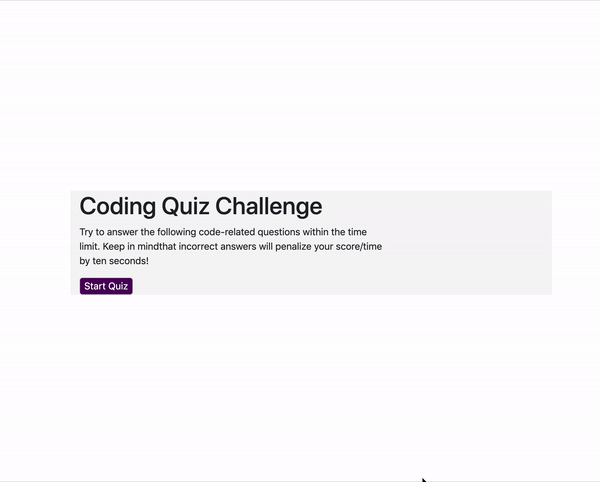 Coding Quiz Challenge
Try to answer the following code-related questions within the time
limit. Keep in mindthat incorrect answers will penalize your score/time
by ten seconds!
Start Quiz